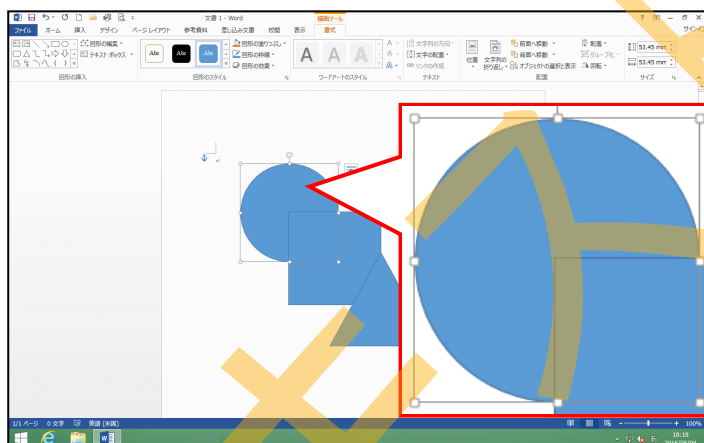 文書 1 - Word
描画ツール
ファイル ホーム 挿入 デザイン ページ レイアウト 参考資料 差し込み文書 校閲 表示 書式 サインイン
図形の編集
テキスト ボックス
図形の挿入
Abc Abc Abc
図形の塗りつぶし
図形の枠線
図形の効果
図形のスタイル
A A A
ワードアートのスタイル
文字列の方向
文字の配置
リンクの作成
テキスト
位置
文字列の
折り返し
前面へ移動
背面へ移動
オブジェクトの選択と表示
配置
グループ化
回転
配置
53.45 mm
53.45 mm
サイズ
1/1 ページ 0 文字 英語 (米国) 100%
18:18